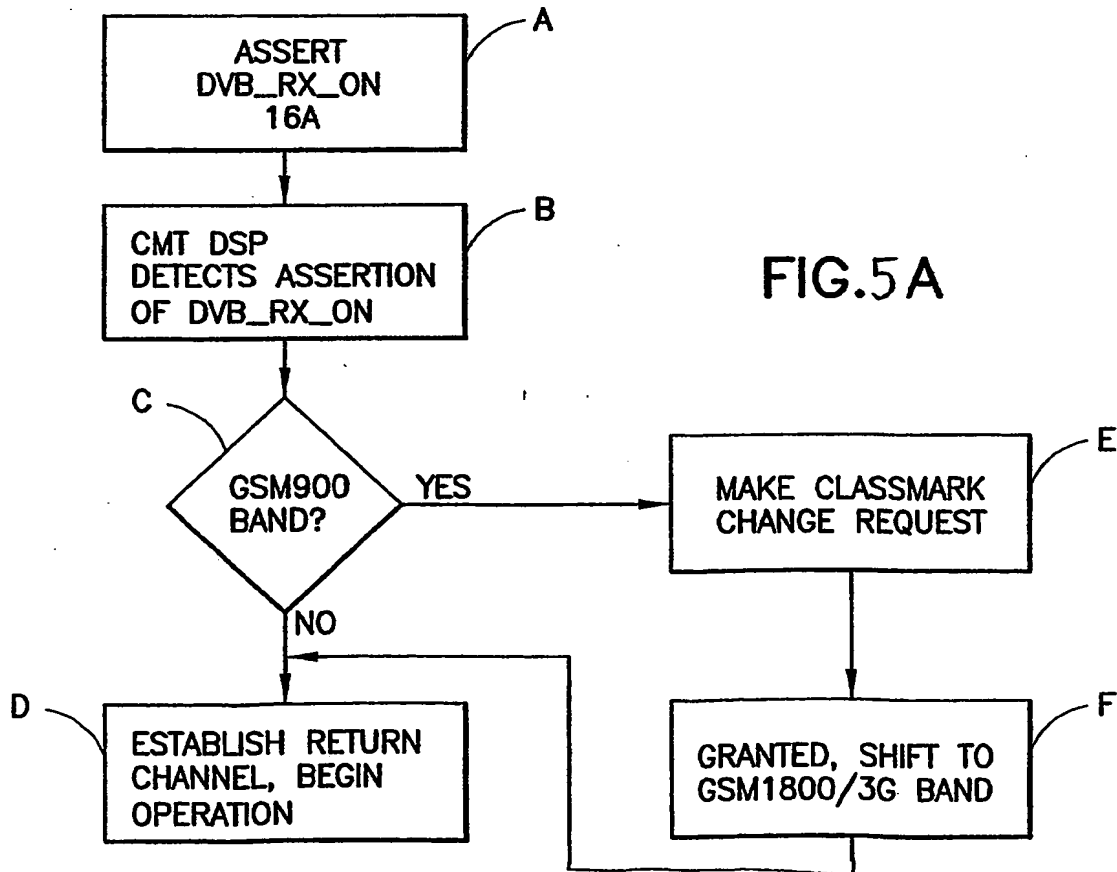 A
ASSERT
DVB_RX_ON
16A
B
CMT DSP
DETECTS ASSERTION
OF DVB_RX_ON
FIG.5A
C
GSM900
BAND?
YES
E
MAKE CLASSMARK
CHANGE REQUEST
NO
D
ESTABLISH RETURN
CHANNEL, BEGIN
OPERATION
F
GRANTED, SHIFT TO
GSM1800/3G BAND